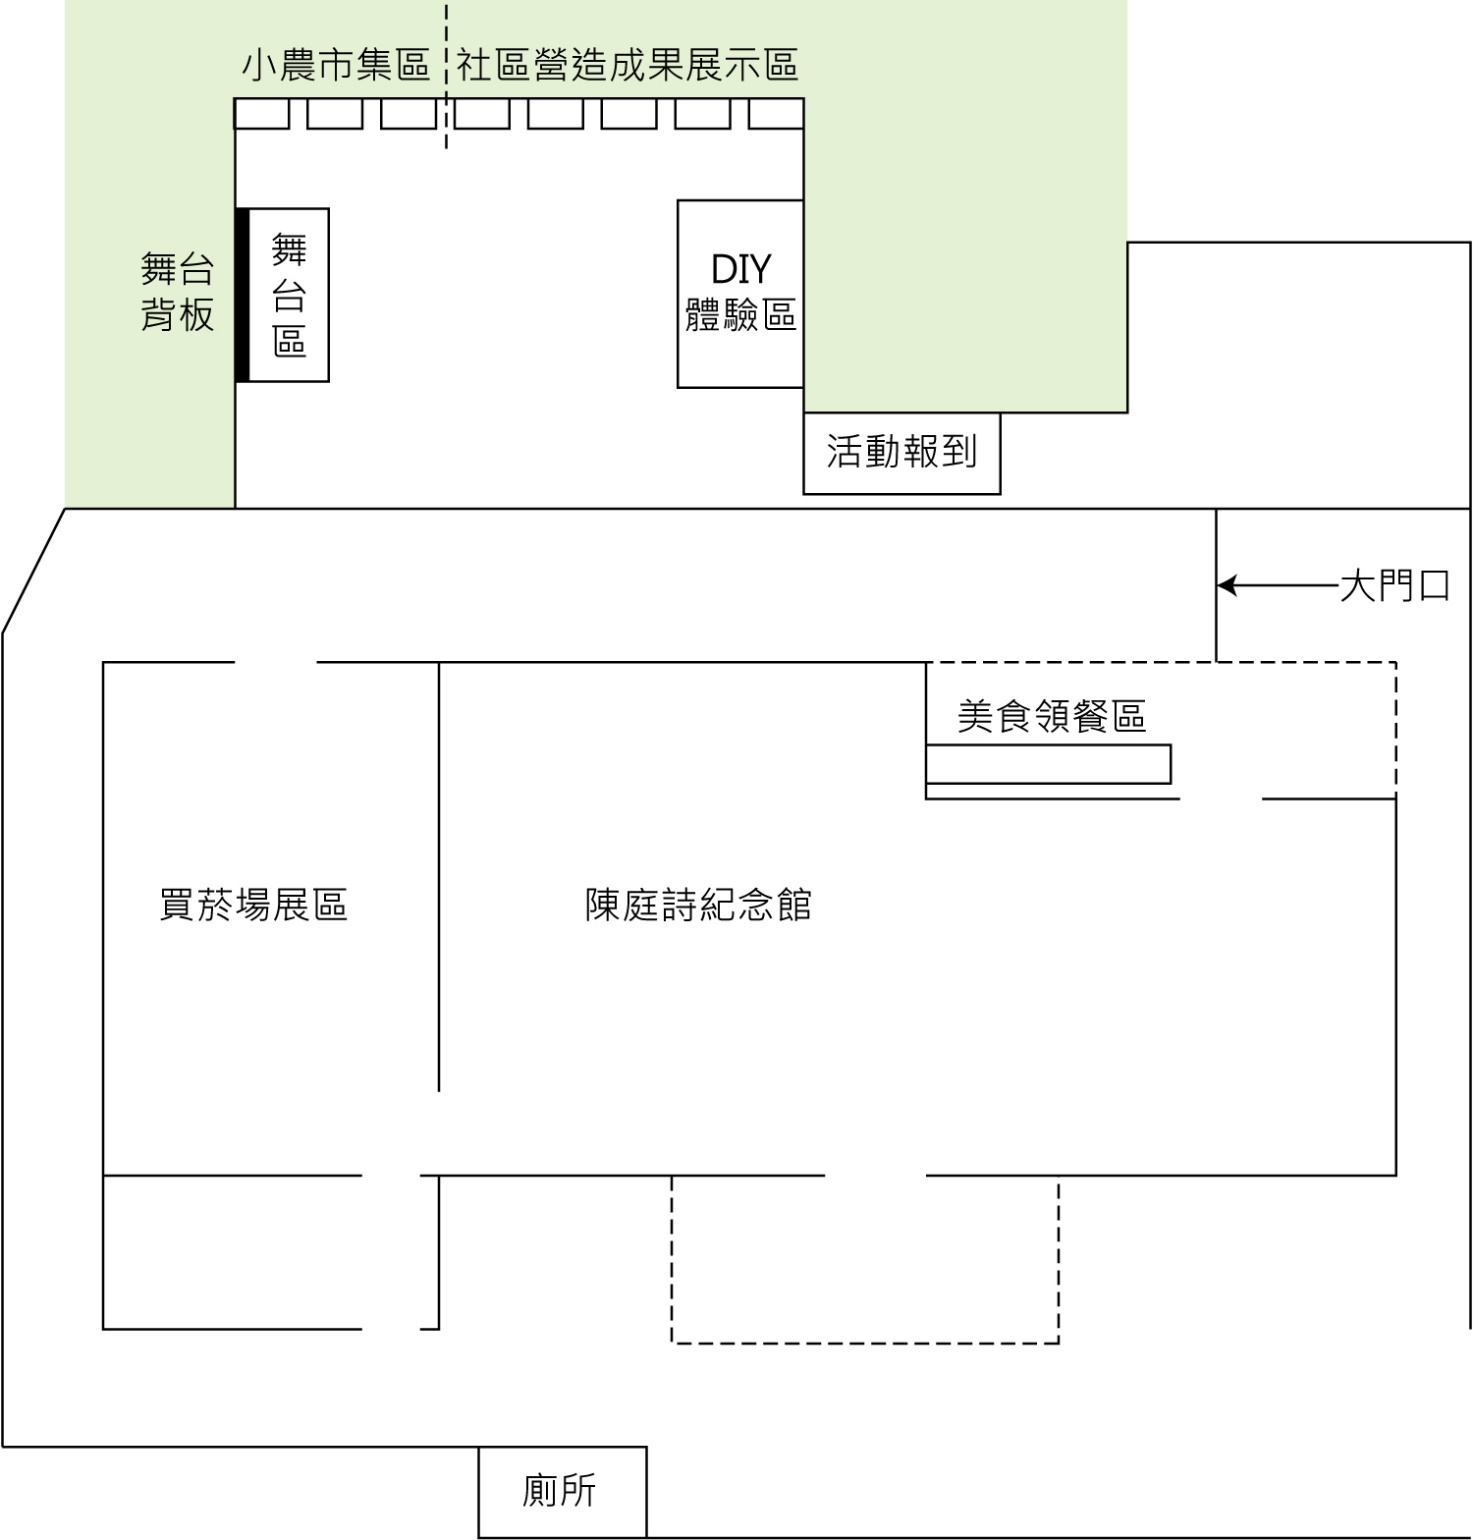 小農市集區
社區營造成果展示區
舞台
背板
舞
台
區
DIY
體驗區
活動報到
大門口
美食領餐區
買菸場展區
陳庭詩紀念館
廁所